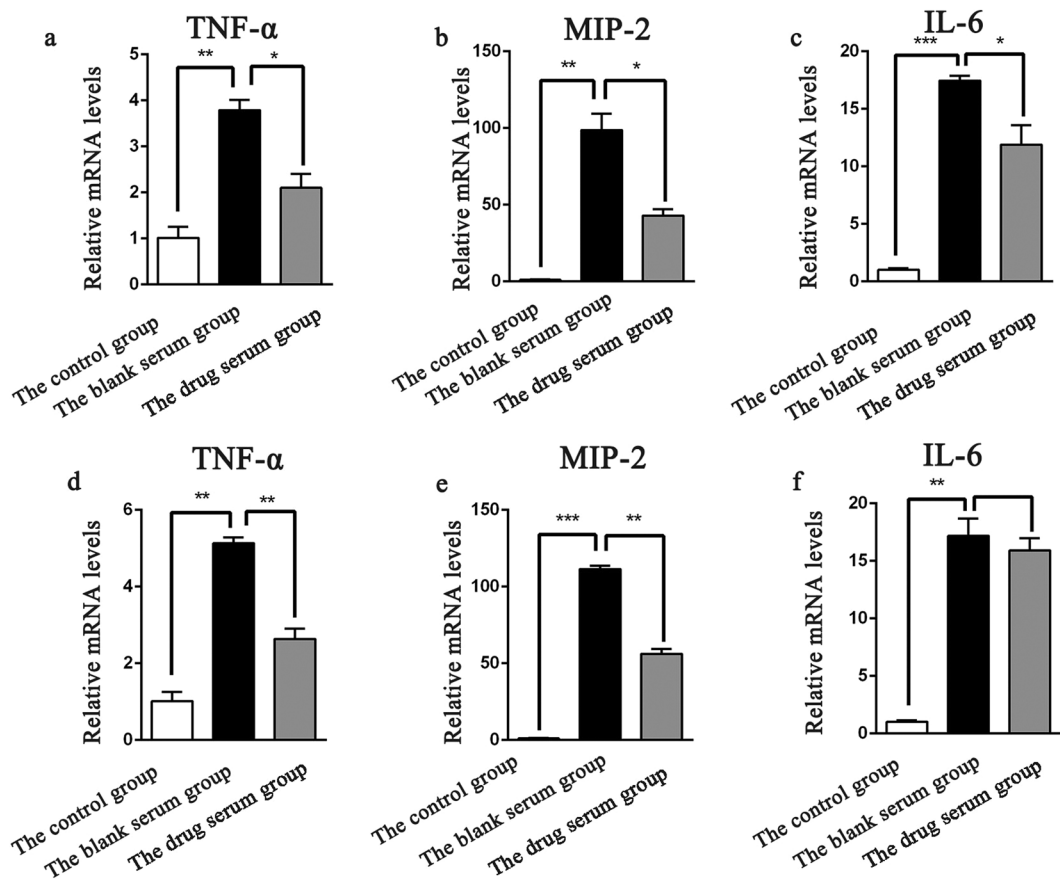 a
TNF-α
**
*
Relative mRNA levels
5
4
3
2
1
0
The control group
The blank serum group
The drug serum group
b
MIP-2
**
*
Relative mRNA levels
150
100
50
0
The control group
The blank serum group
The drug serum group
c
IL-6
***
*
Relative mRNA levels
20
15
10
5
0
The control group
The blank serum group
The drug serum group
d
TNF-α
**
**
Relative mRNA levels
6
4
2
0
The control group
The blank serum group
The drug serum group
e
MIP-2
***
**
Relative mRNA levels
150
100
50
0
The control group
The blank serum group
The drug serum group
f
IL-6
**
Relative mRNA levels
20
15
10
5
0
The control group
The blank serum group
The drug serum group